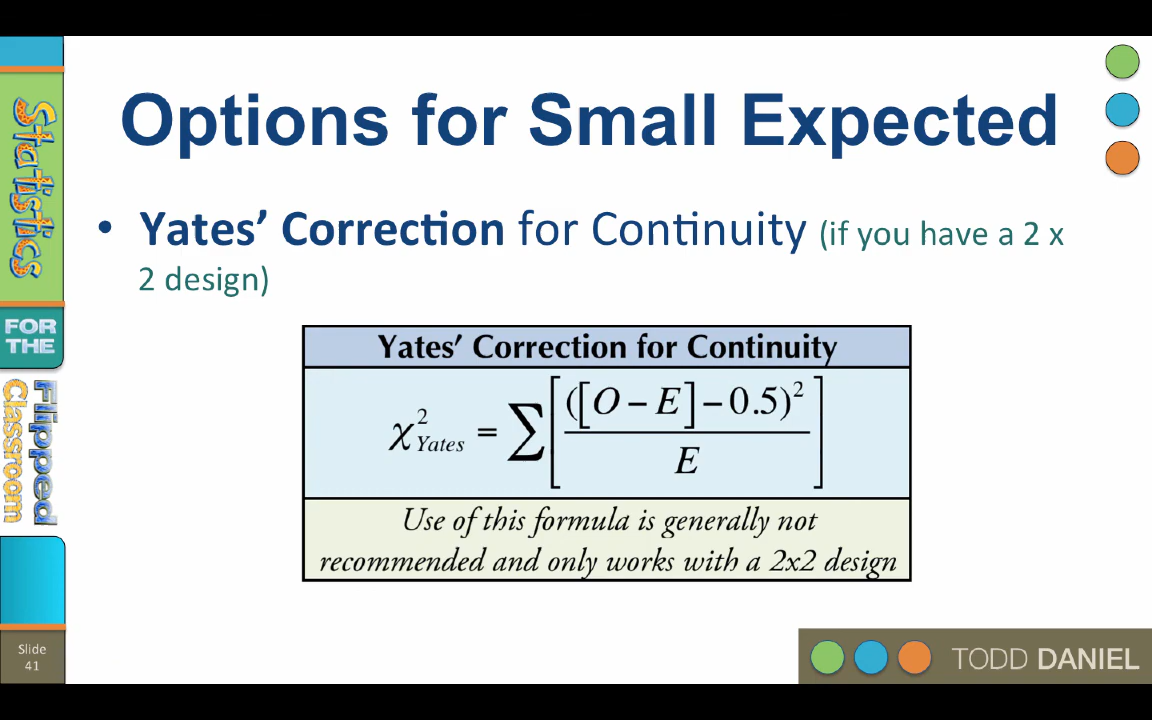 Options for Small Expected
• Yates’ Correction for Continuity (if you have a 2 x
2 design)
Yates’ Correction for Continuity
χ²Yates = ∑[([O – E] – 0.5)² / E]
Use of this formula is generally not
recommended and only works with a 2x2 design
Statistics
FOR
THE
Flipped
Classroom
Slide
41
TODD DANIEL